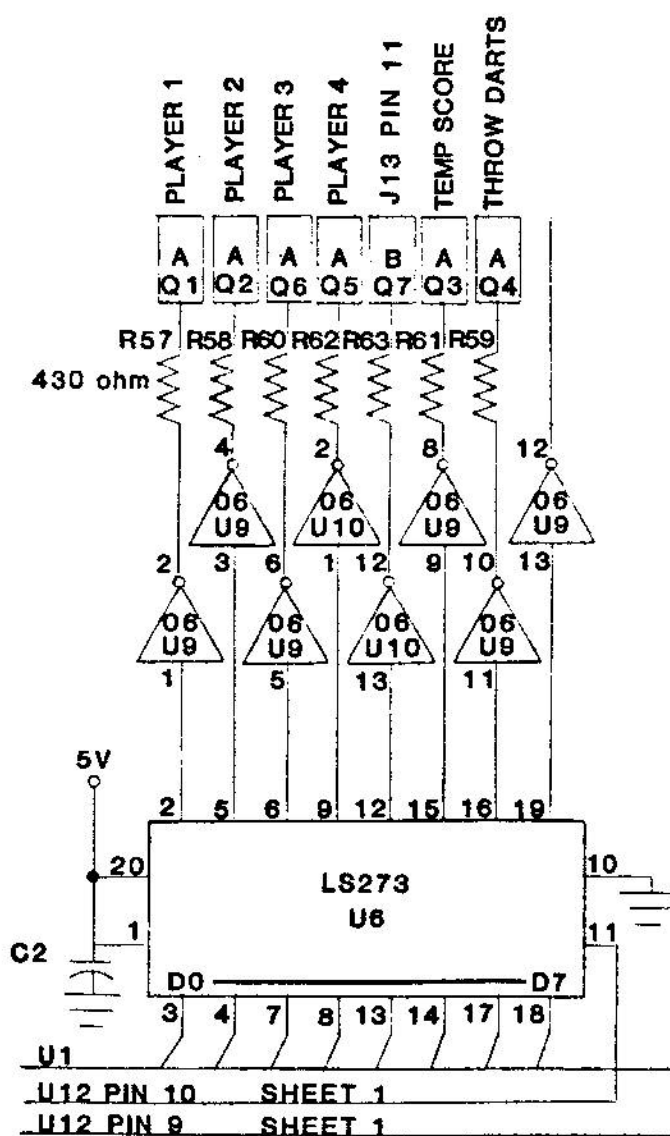 PLAYER 1
PLAYER 2
PLAYER 3
PLAYER 4
J13 PIN 11
TEMP SCORE
THROW DARTS
A A A A B A A
Q1 Q2 Q6 Q5 Q7 Q3 Q4
R57 R58 R60 R62 R63 R61 R59
430 ohm
4 2 8 12
06 06 06 06
U9 U10 U9 U9
2 3 6 1 12 9 10 13
06 06 06 06
U9 U9 U10 U9
1 5 13 11
5V
2 5 6 9 12 15 16 19
20 10
LS273
U6
1 11
C2
D0 D7
3 4 7 8 13 14 17 18
U1
U12 PIN 10 SHEET 1
U12 PIN 9 SHEET 1